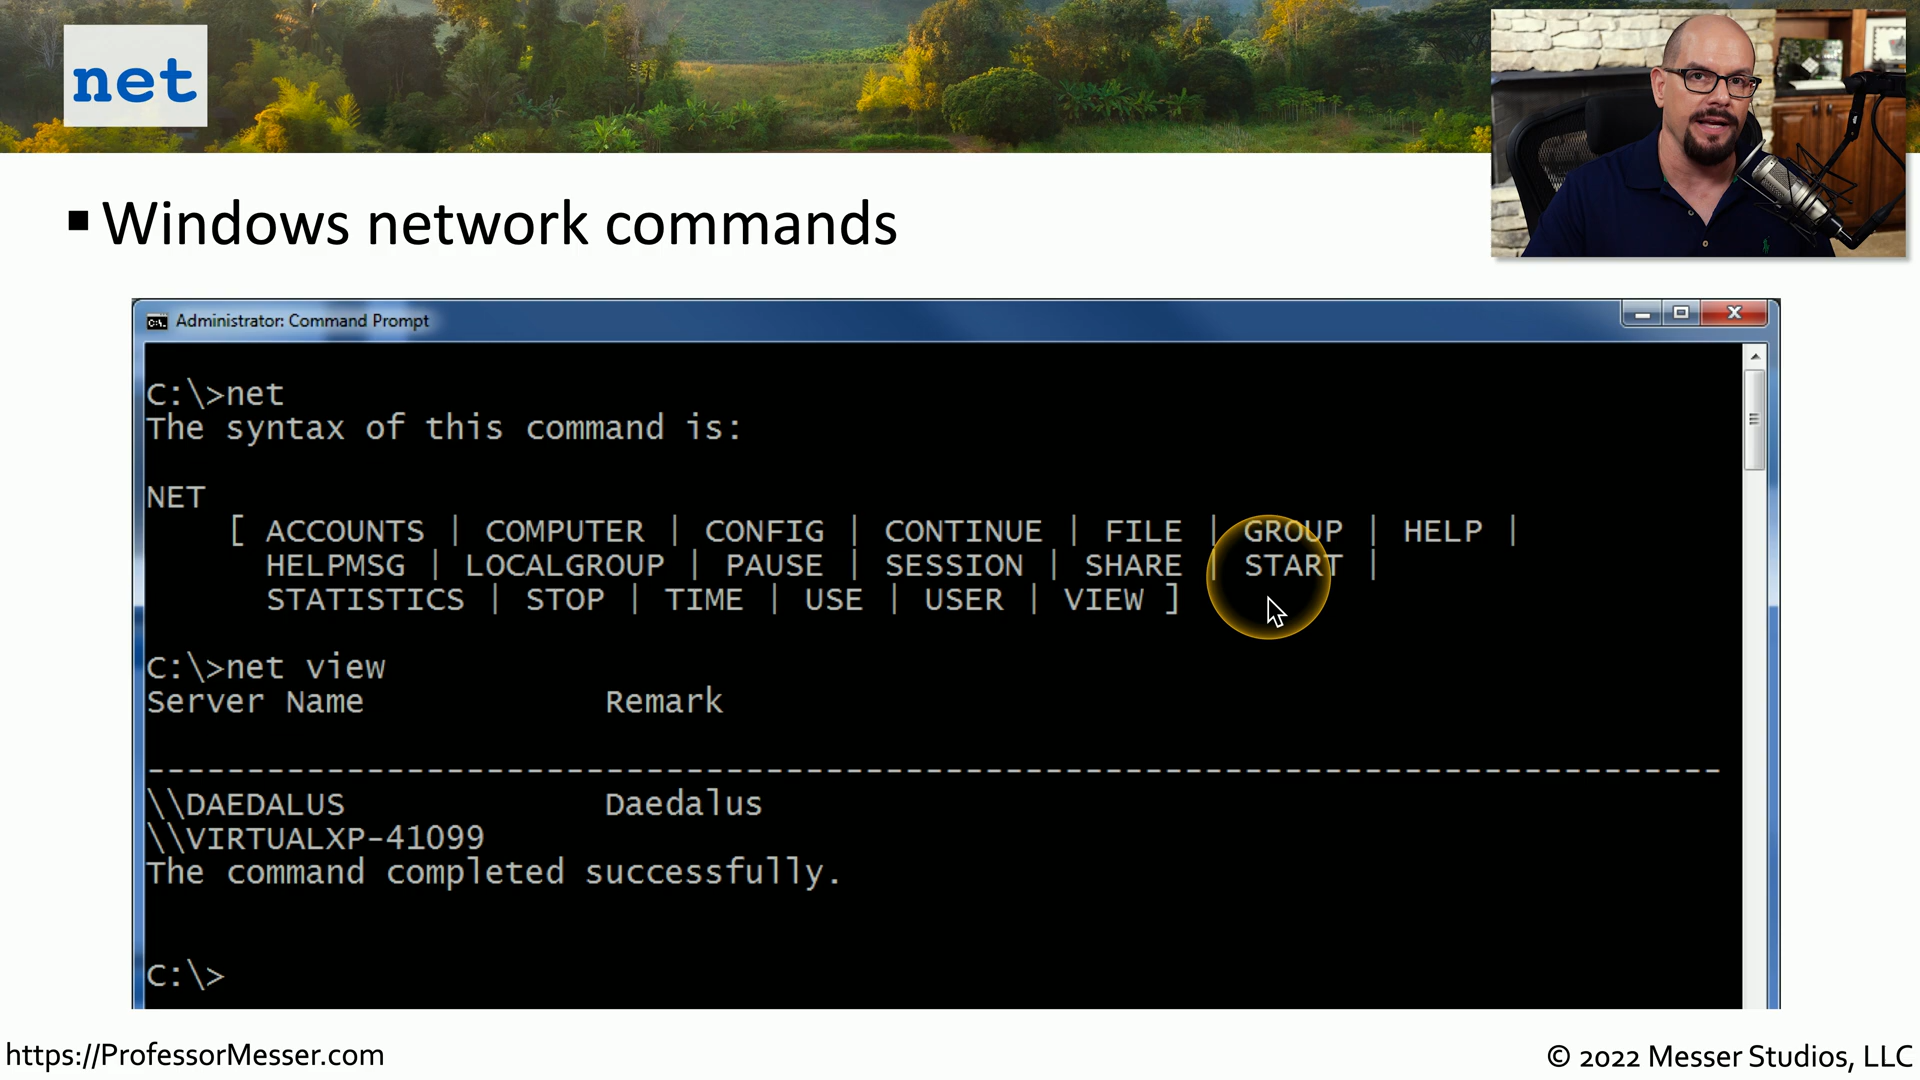 net
■ Windows network commands
Administrator: Command Prompt
C:\>net
The syntax of this command is:
NET
[ ACCOUNTS | COMPUTER | CONFIG | CONTINUE | FILE | GROUP | HELP |
HELPMSG | LOCALGROUP | PAUSE | SESSION | SHARE | START |
STATISTICS | STOP | TIME | USE | USER | VIEW ]
C:\>net view
Server Name Remark
-------------------------------------------------------------------------------
\\DAEDALUS Daedalus
\\VIRTUALXP-41099
The command completed successfully.
C:\>
https://ProfessorMesser.com
© 2022 Messer Studios, LLC